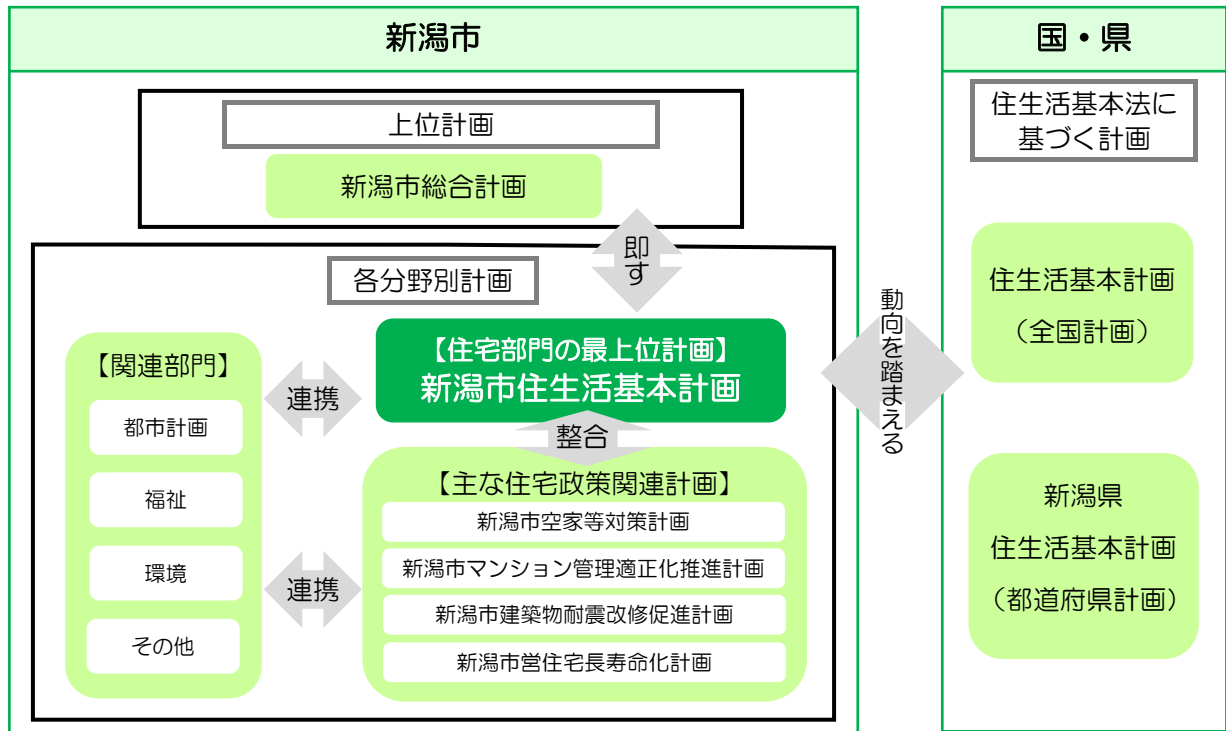 新潟市
上位計画
新潟市総合計画
即す
各分野別計画
【関連部門】
都市計画
福祉
環境
その他
連携
連携
【住宅部門の最上位計画】
新潟市住生活基本計画
整合
【主な住宅政策関連計画】
新潟市空家等対策計画
新潟市マンション管理適正化推進計画
新潟市建築物耐震改修促進計画
新潟市営住宅長寿命化計画
動向を踏まえる
国・県
住生活基本法に
基づく計画
住生活基本計画
（全国計画）
新潟県
住生活基本計画
（都道府県計画）